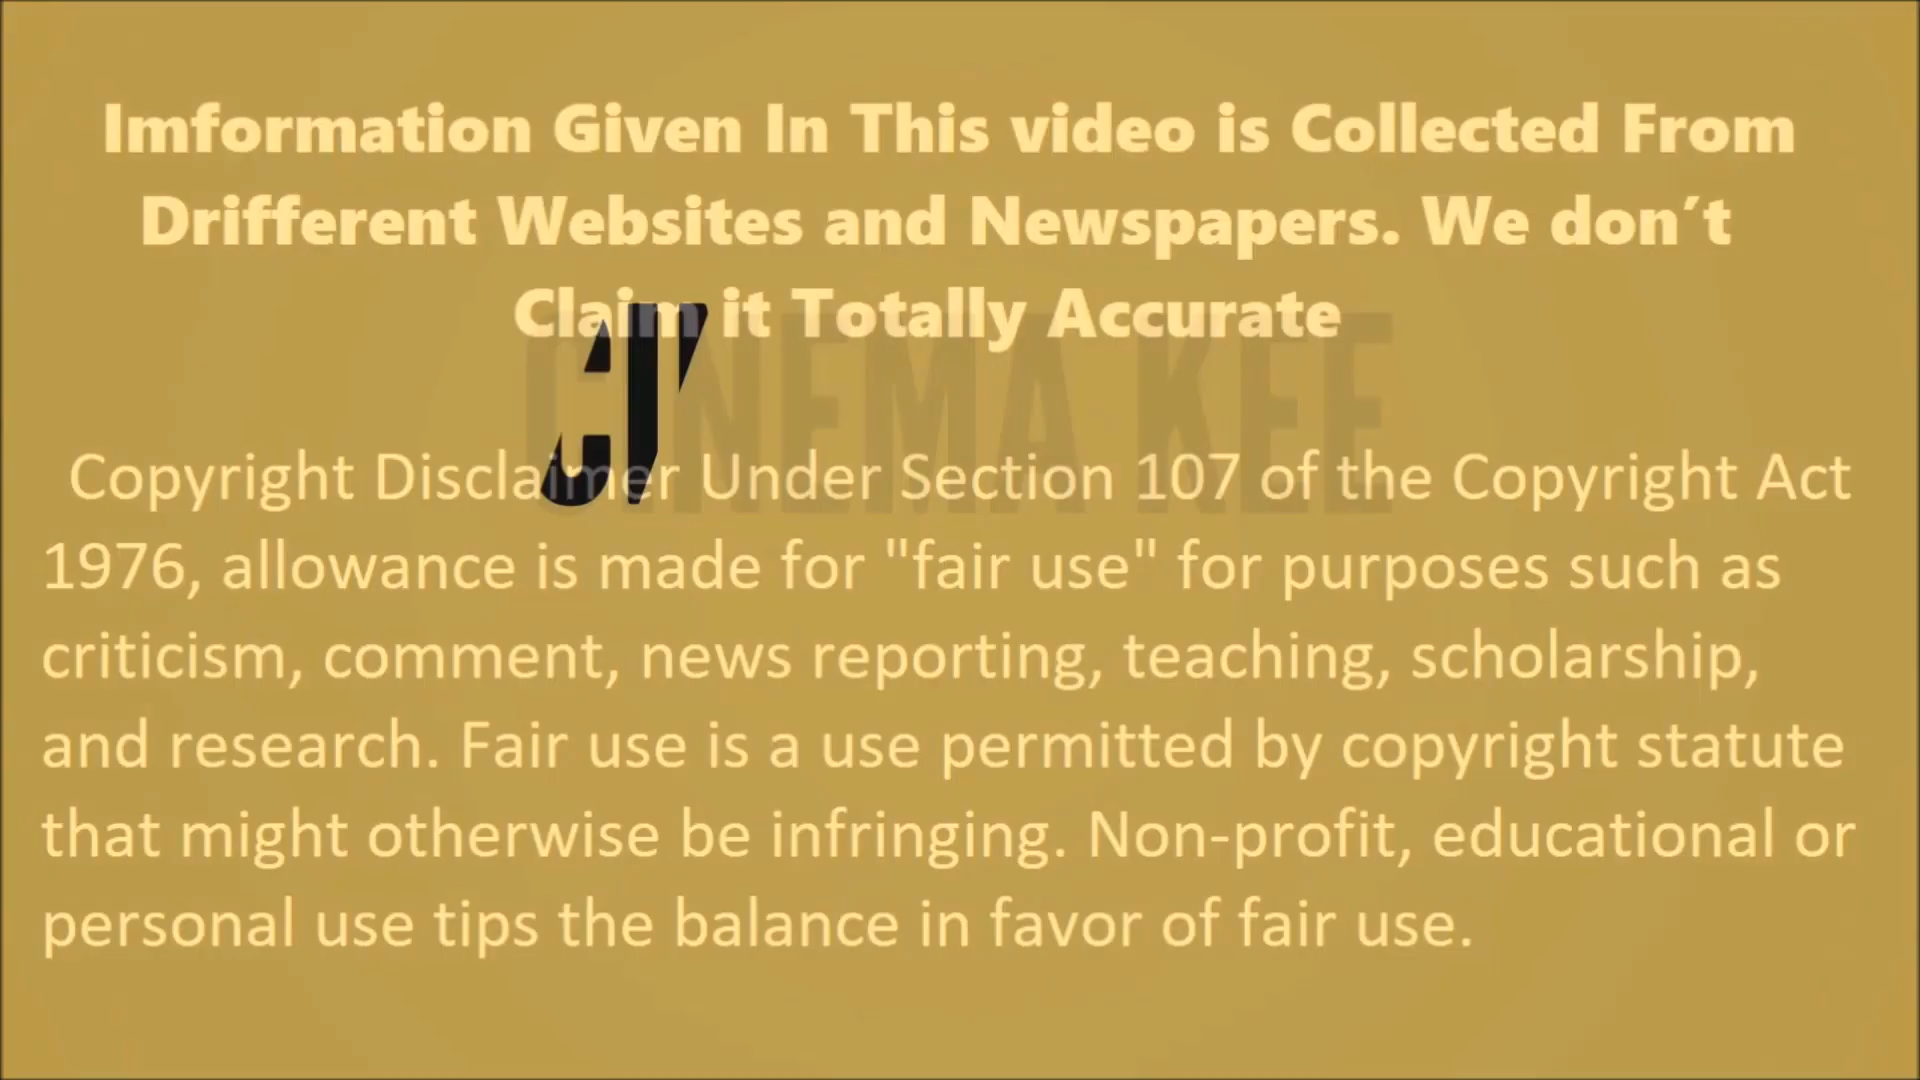 Imformation Given In This video is Collected From
Drifferent Websites and Newspapers. We don’t
Claim it Totally Accurate
CINEMA KEE
Copyright Disclaimer Under Section 107 of the Copyright Act
1976, allowance is made for "fair use" for purposes such as
criticism, comment, news reporting, teaching, scholarship,
and research. Fair use is a use permitted by copyright statute
that might otherwise be infringing. Non-profit, educational or
personal use tips the balance in favor of fair use.